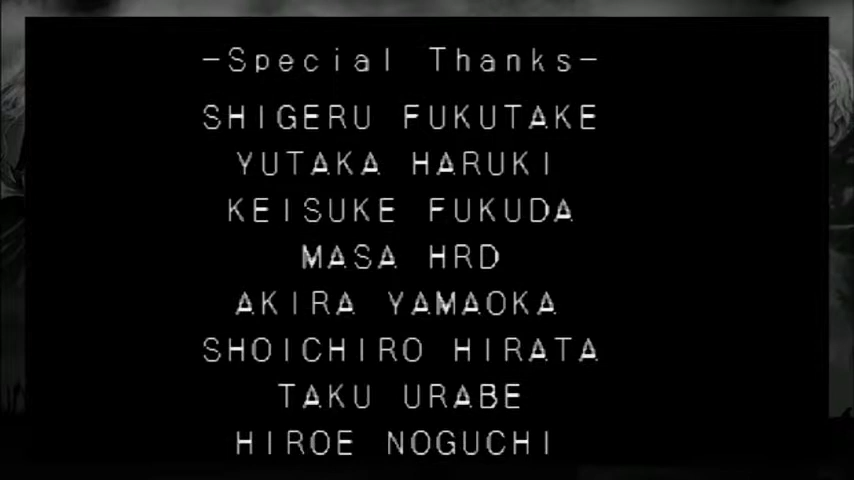 -Special Thanks-
SHIGERU FUKUTAKE
YUTAKA HARUKI
KEISUKE FUKUDA
MASA HRD
AKIRA YAMAOKA
SHOICHIRO HIRATA
TAKU URABE
HIROE NOGUCHI